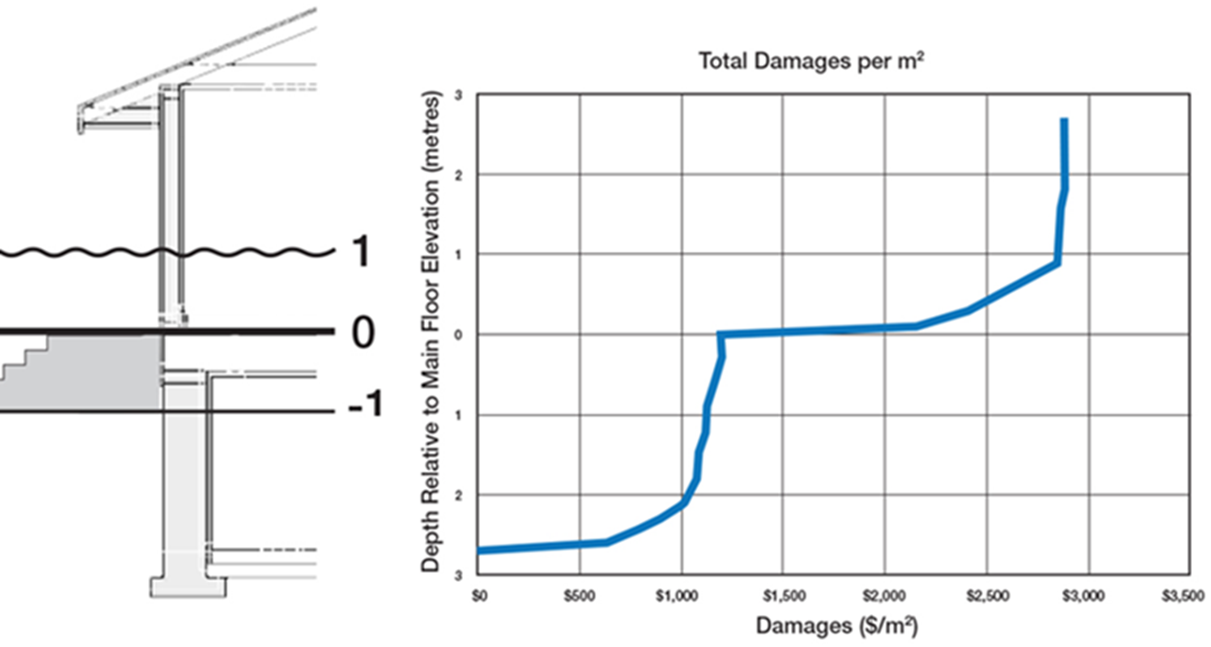 1
0
-1
Total Damages per m²
Depth Relative to Main Floor Elevation (metres)
3
2
1
0
1
2
3
$0 $500 $1,000 $1,500 $2,000 $2,500 $3,000 $3,500
Damages ($/m²)